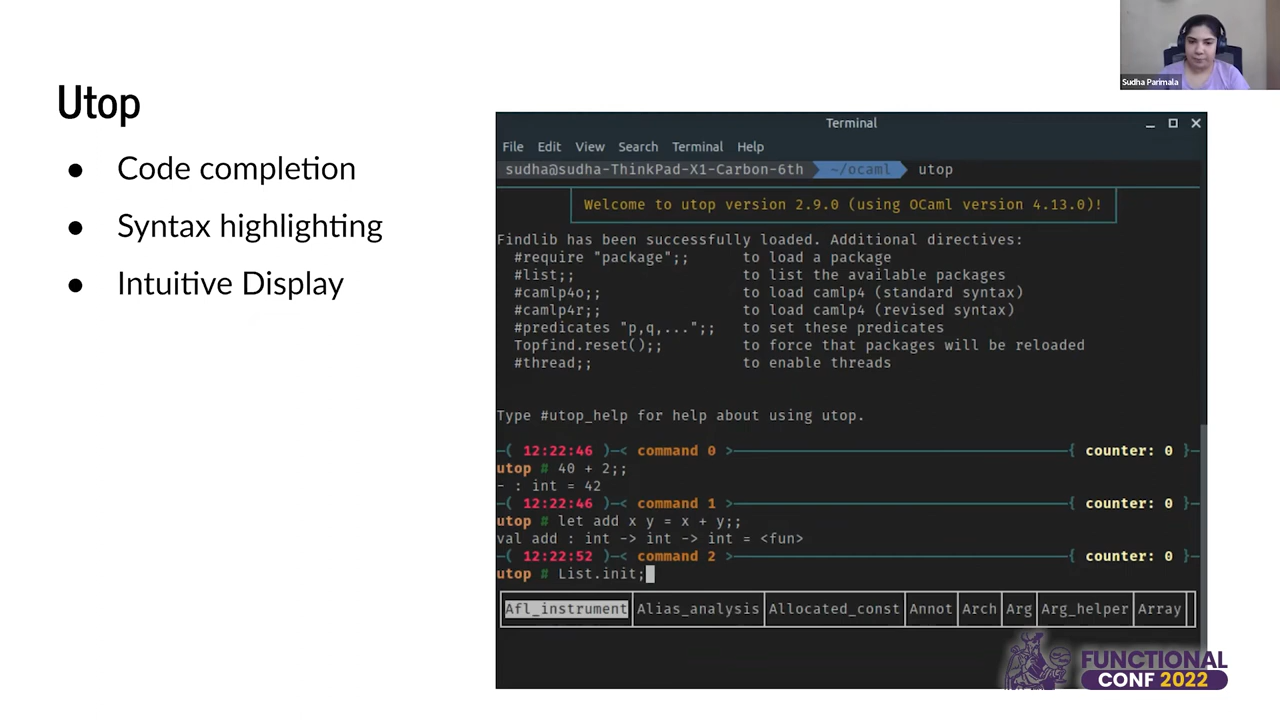 Sudha Parimala
Utop
● Code completion
● Syntax highlighting
● Intuitive Display
Terminal
File Edit View Search Terminal Help
sudha@sudha-ThinkPad-X1-Carbon-6th ~/ocaml utop
Welcome to utop version 2.9.0 (using OCaml version 4.13.0)!
Findlib has been successfully loaded. Additional directives:
#require "package";; to load a package
#list;; to list the available packages
#camlp4o;; to load camlp4 (standard syntax)
#camlp4r;; to load camlp4 (revised syntax)
#predicates "p,q,...";; to set these predicates
Topfind.reset();; to force that packages will be reloaded
#thread;; to enable threads
Type #utop_help for help about using utop.
-( 12:22:46 )-< command 0 >-{ counter: 0 }-
utop # 40 + 2;;
- : int = 42
-( 12:22:46 )-< command 1 >-{ counter: 0 }-
utop # let add x y = x + y;;
val add : int -> int -> int = <fun>
-( 12:22:52 )-< command 2 >-{ counter: 0 }-
utop # List.init;
Afl_instrument Alias_analysis Allocated_const Annot Arch Arg Arg_helper Array
FUNCTIONAL
CONF 2022